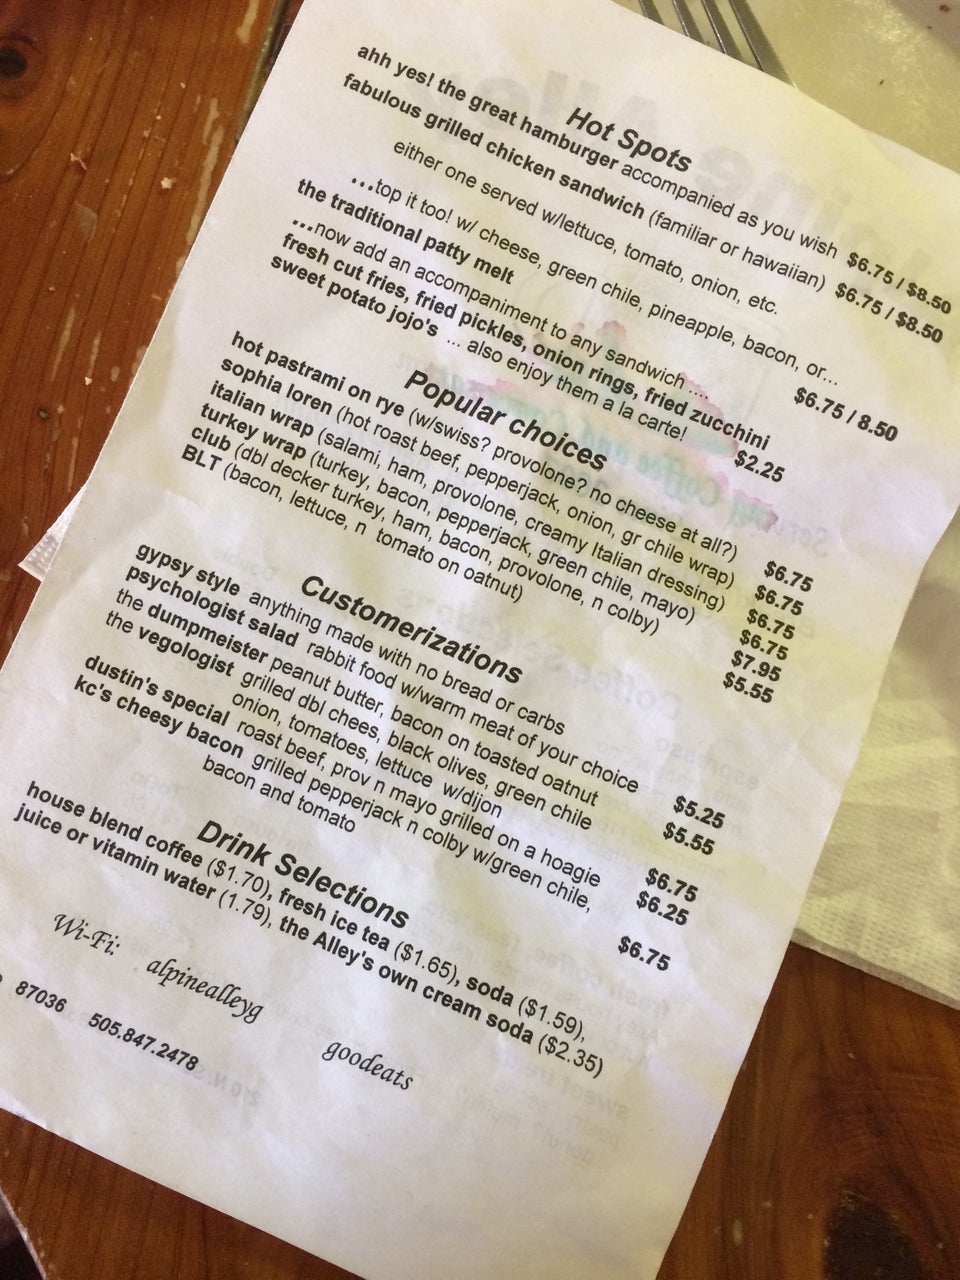 Hot Spots
ahh yes! the great hamburger accompanied as you wish $6.75 / $8.50
fabulous grilled chicken sandwich (familiar or hawaiian) $6.75 / $8.50
either one served w/lettuce, tomato, onion, etc.
...top it too! w/ cheese, green chile, pineapple, bacon, or...
the traditional patty melt $6.75 / 8.50
...now add an accompaniment to any sandwich ....
fresh cut fries, fried pickles, onion rings, fried zucchini
sweet potato jojo's ... also enjoy them a la carte! $2.25
Popular choices
hot pastrami on rye (w/swiss? provolone? no cheese at all?) $6.75
sophia loren (hot roast beef, pepperjack, onion, gr chile wrap) $6.75
italian wrap (salami, ham, provolone, creamy Italian dressing) $6.75
turkey wrap (turkey, bacon, pepperjack, green chile, mayo) $6.75
club (dbl decker turkey, ham, bacon, provolone, n colby) $7.95
BLT (bacon, lettuce, n tomato on oatnut) $5.55
Customerizations
gypsy style anything made with no bread or carbs
psychologist salad rabbit food w/warm meat of your choice
the dumpmeister peanut butter, bacon on toasted oatnut $5.25
the vegologist grilled dbl chees, black olives, green chile $5.55
onion, tomatoes, lettuce w/dijon
dustin's special roast beef, prov n mayo grilled on a hoagie $6.75
kc's cheesy bacon grilled pepperjack n colby w/green chile, $6.25
bacon and tomato $6.75
Drink Selections
house blend coffee ($1.70), fresh ice tea ($1.65), soda ($1.59),
juice or vitamin water (1.79), the Alley's own cream soda ($2.35)
Wi-Fi: alpinealleyg goodeats
87036 505.847.2478